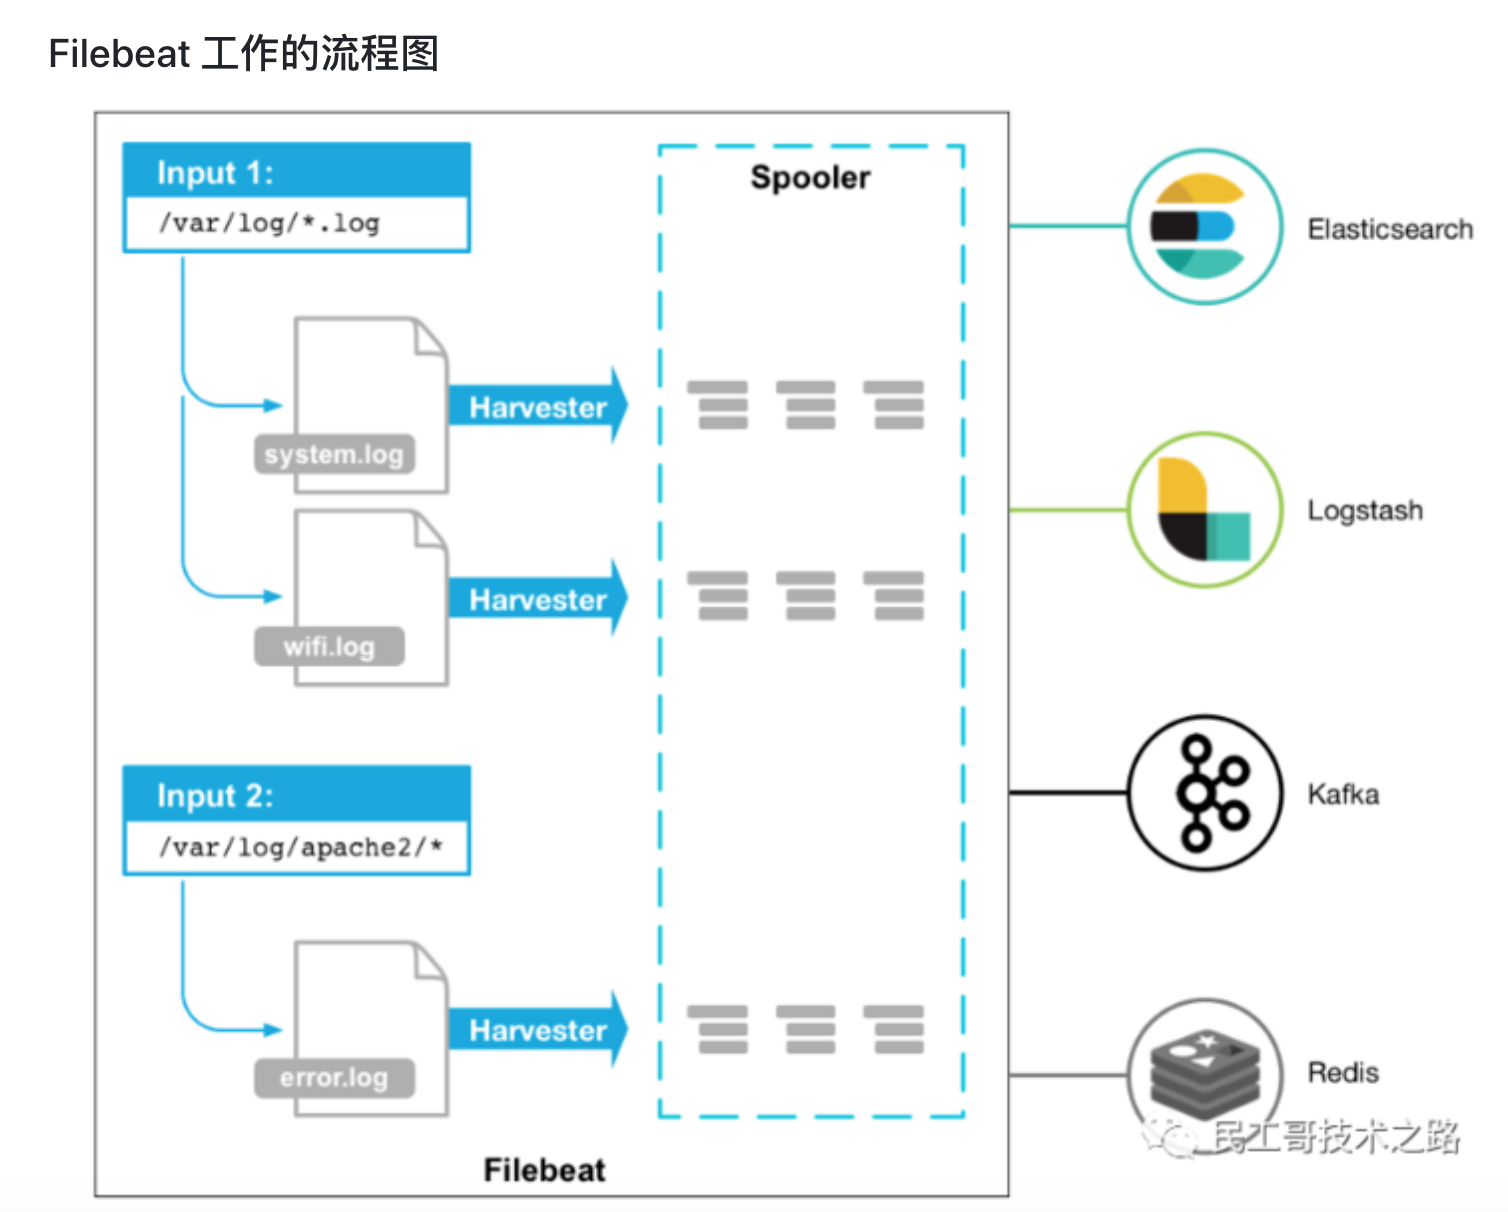 Filebeat 工作的流程图
Input 1:
/var/log/*.log
system.log
Harvester
wifi.log
Harvester
Input 2:
/var/log/apache2/*
error.log
Harvester
Spooler
Filebeat
Elasticsearch
Logstash
Kafka
Redis
民工哥技术之路